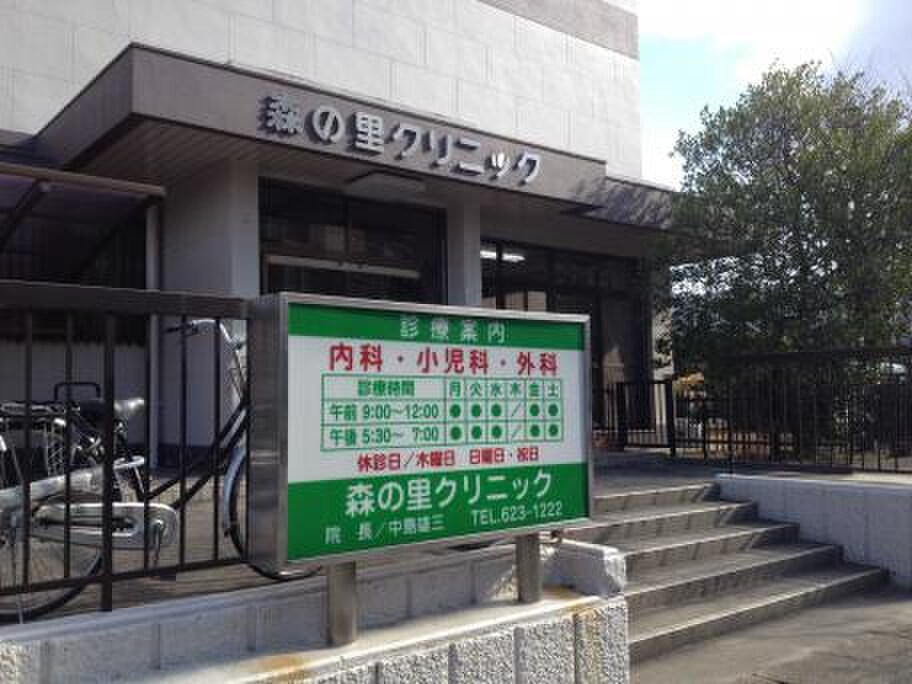 森の里クリニック
診療案内
内科・小児科・外科
診療時間 月 火 水 木 金 土
午前 9:00〜12:00 ● ● ● / ● ●
午後 5:30〜 7:00 ● ● ● / ● ●
休診日/木曜日 日曜日・祝日
森の里クリニック
院 長/中島雄三 TEL.623-1222